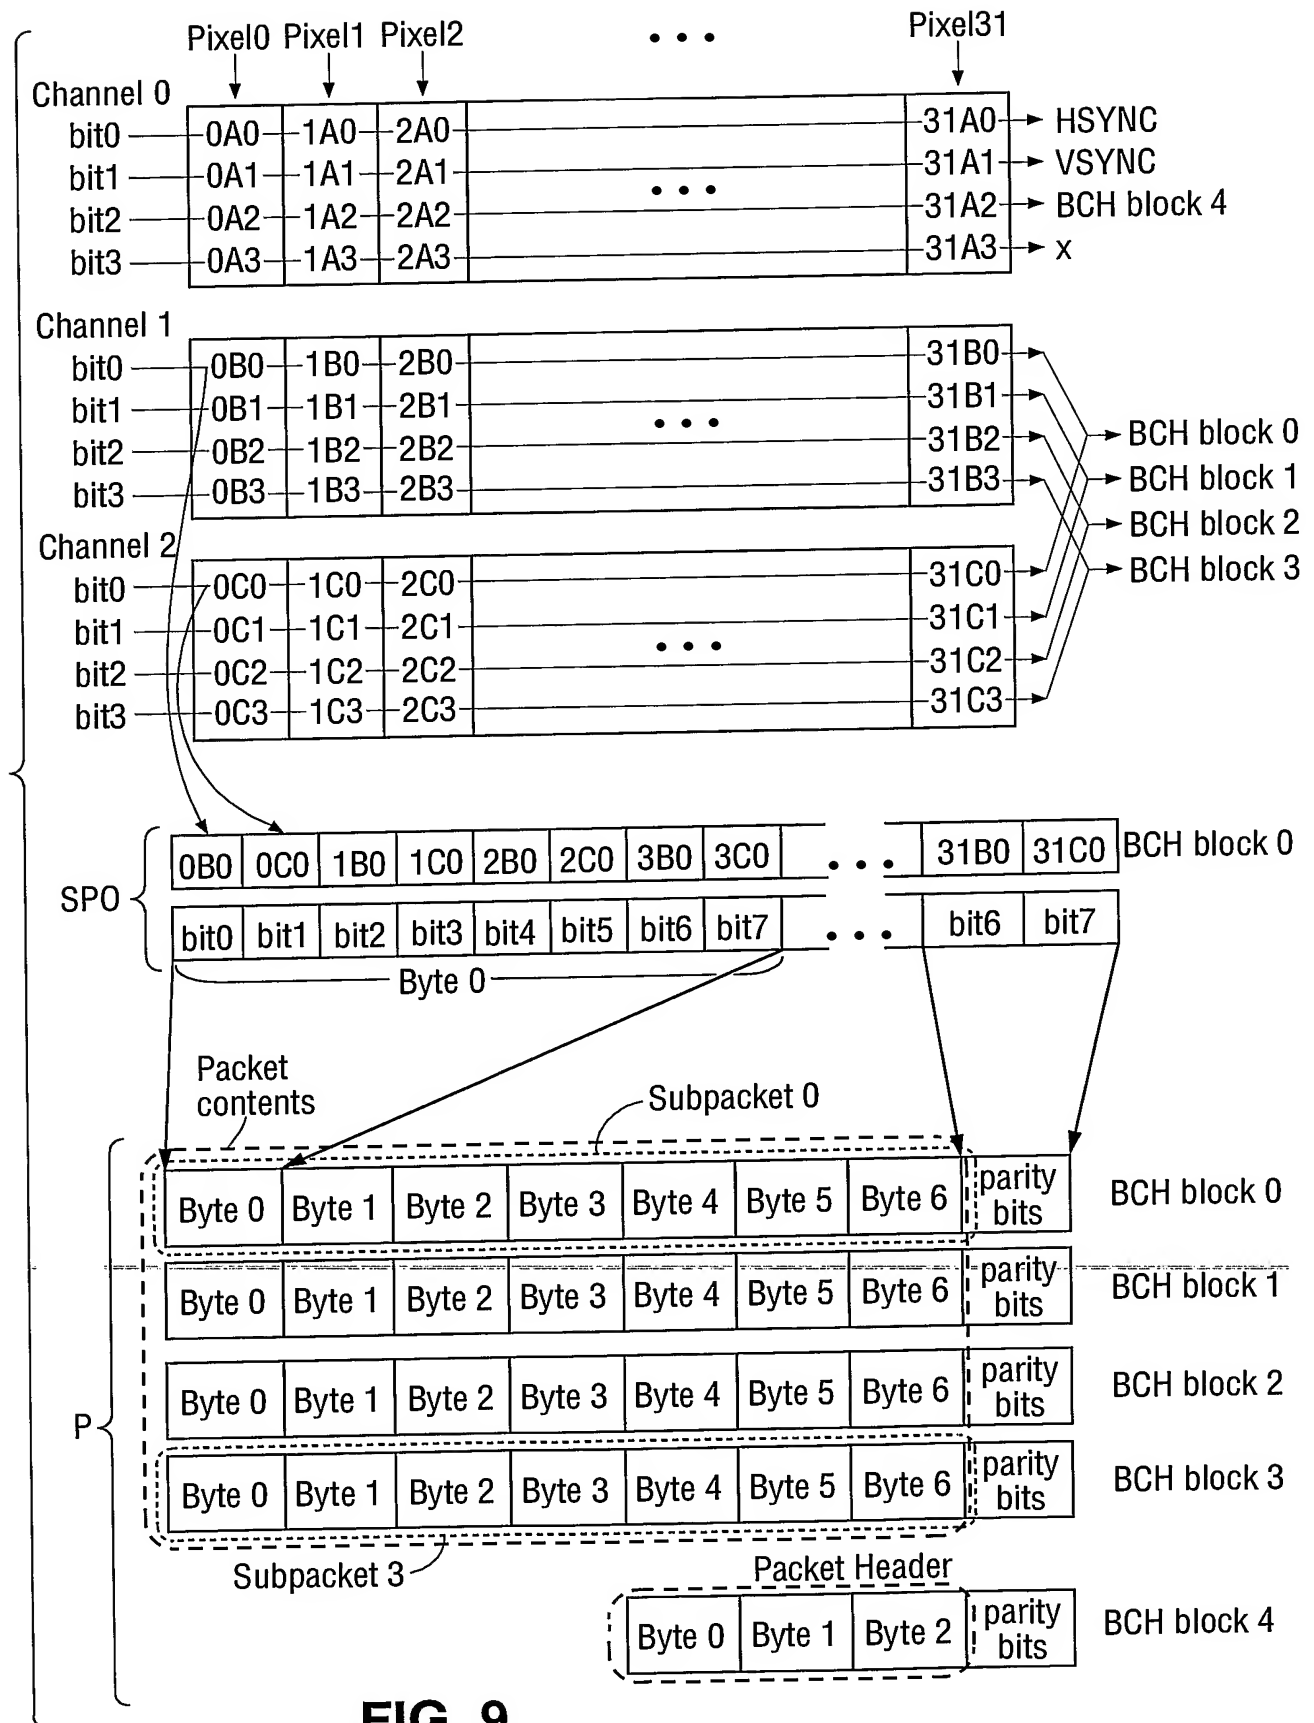 Pixel0 Pixel1 Pixel2 • • • Pixel31
Channel 0
bit0 0A0 1A0 2A0 31A0 HSYNC
bit1 0A1 1A1 2A1 31A1 VSYNC
• • •
bit2 0A2 1A2 2A2 31A2 BCH block 4
bit3 0A3 1A3 2A3 31A3 x
Channel 1
bit0 0B0 1B0 2B0 31B0
bit1 0B1 1B1 2B1 31B1
• • •
bit2 0B2 1B2 2B2 31B2
bit3 0B3 1B3 2B3 31B3
BCH block 0
BCH block 1
BCH block 2
BCH block 3
Channel 2
bit0 0C0 1C0 2C0 31C0
bit1 0C1 1C1 2C1 31C1
• • •
bit2 0C2 1C2 2C2 31C2
bit3 0C3 1C3 2C3 31C3
SP0
0B0 0C0 1B0 1C0 2B0 2C0 3B0 3C0 • • • 31B0 31C0 BCH block 0
bit0 bit1 bit2 bit3 bit4 bit5 bit6 bit7 • • • bit6 bit7
Byte 0
Packet
contents
Subpacket 0
P
Byte 0 Byte 1 Byte 2 Byte 3 Byte 4 Byte 5 Byte 6 parity bits BCH block 0
Byte 0 Byte 1 Byte 2 Byte 3 Byte 4 Byte 5 Byte 6 parity bits BCH block 1
Byte 0 Byte 1 Byte 2 Byte 3 Byte 4 Byte 5 Byte 6 parity bits BCH block 2
Byte 0 Byte 1 Byte 2 Byte 3 Byte 4 Byte 5 Byte 6 parity bits BCH block 3
Subpacket 3
Packet Header
Byte 0 Byte 1 Byte 2 parity bits BCH block 4
FIG. 9